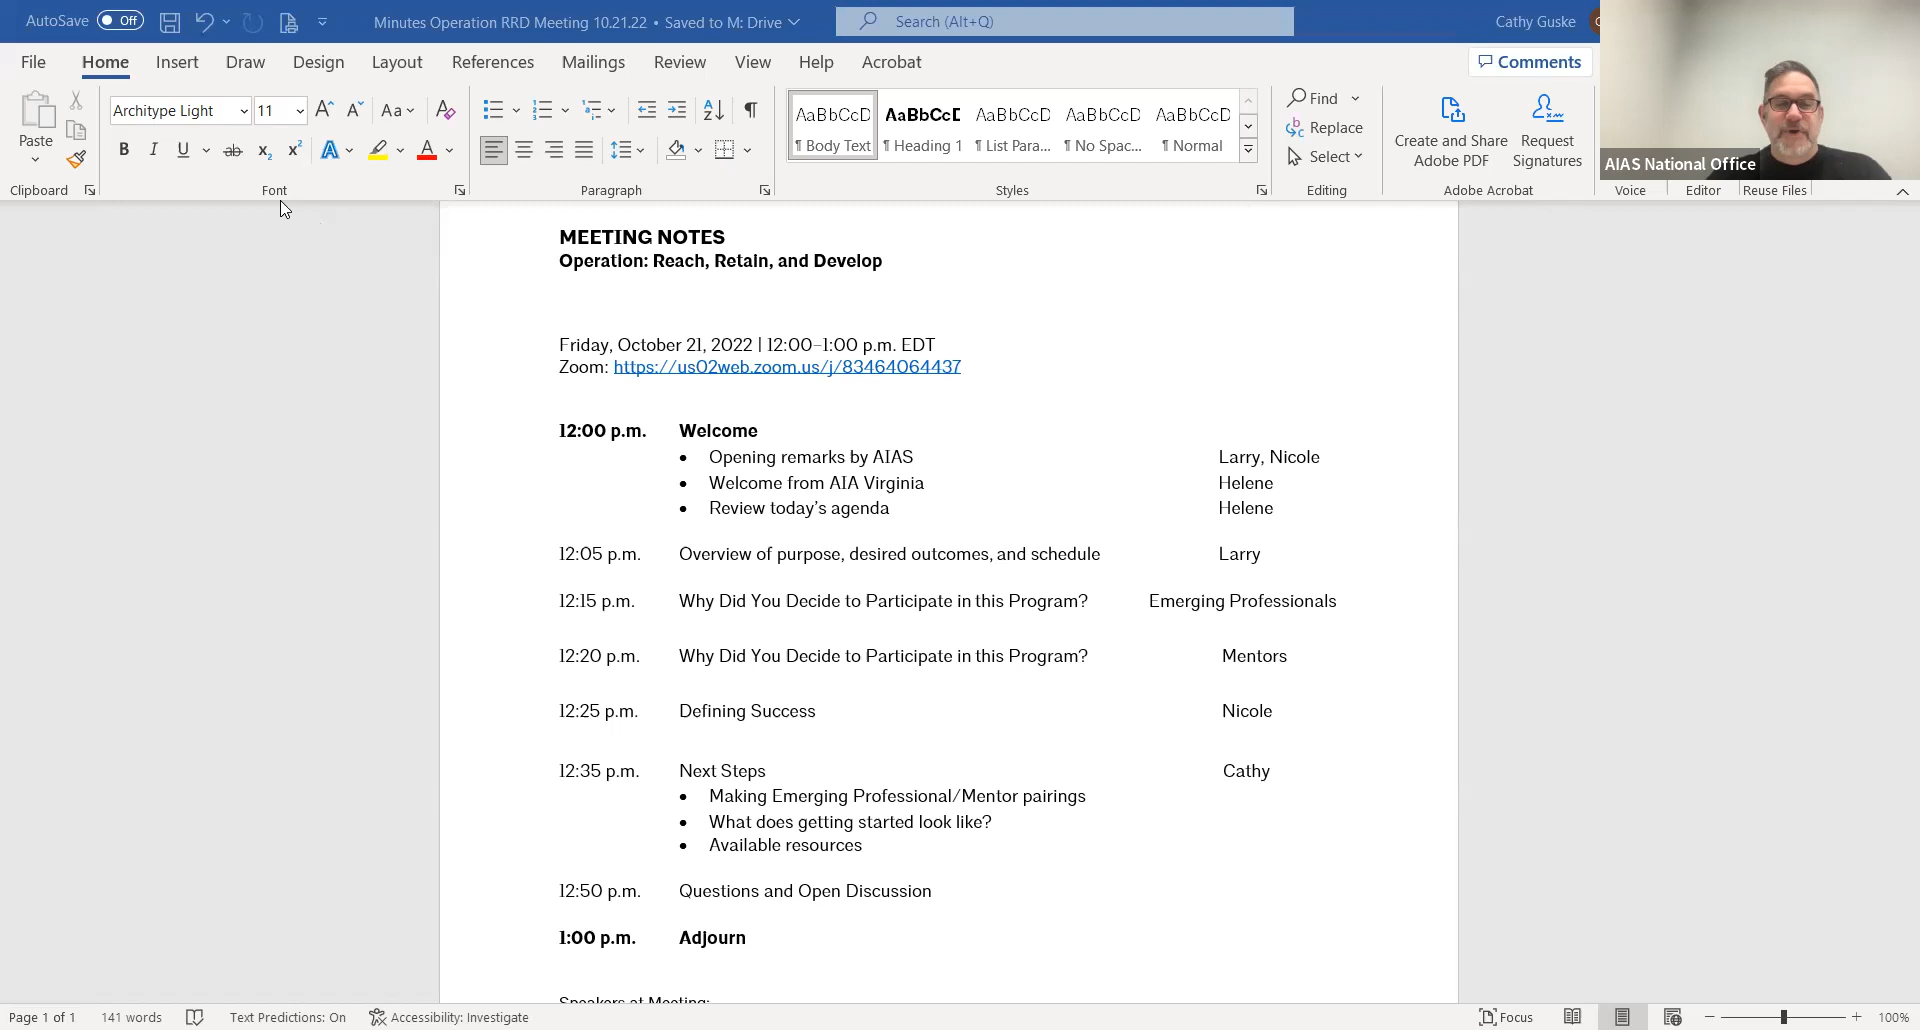 AutoSave Off Minutes Operation RRD Meeting 10.21.22 • Saved to M: Drive Search (Alt+Q) Cathy Guske
File Home Insert Draw Design Layout References Mailings Review View Help Acrobat Comments
Paste
Architype Light 11 Aa
AaBbCcD AaBbCcD AaBbCcD AaBbCcD AaBbCcD
¶ Body Text ¶ Heading 1 ¶ List Para... ¶ No Spac... ¶ Normal
Find
Replace
Select
Create and Share
Adobe PDF
Request
Signatures
AIAS National Office
Clipboard Font Paragraph Styles Editing Adobe Acrobat Voice Editor Reuse Files
MEETING NOTES
Operation: Reach, Retain, and Develop
Friday, October 21, 2022 | 12:00–1:00 p.m. EDT
Zoom: https://us02web.zoom.us/j/83464064437
12:00 p.m. Welcome
• Opening remarks by AIAS Larry, Nicole
• Welcome from AIA Virginia Helene
• Review today’s agenda Helene
12:05 p.m. Overview of purpose, desired outcomes, and schedule Larry
12:15 p.m. Why Did You Decide to Participate in this Program? Emerging Professionals
12:20 p.m. Why Did You Decide to Participate in this Program? Mentors
12:25 p.m. Defining Success Nicole
12:35 p.m. Next Steps Cathy
• Making Emerging Professional/Mentor pairings
• What does getting started look like?
• Available resources
12:50 p.m. Questions and Open Discussion
1:00 p.m. Adjourn
Speakers at Meeting:
Page 1 of 1 141 words Text Predictions: On Accessibility: Investigate Focus 100%